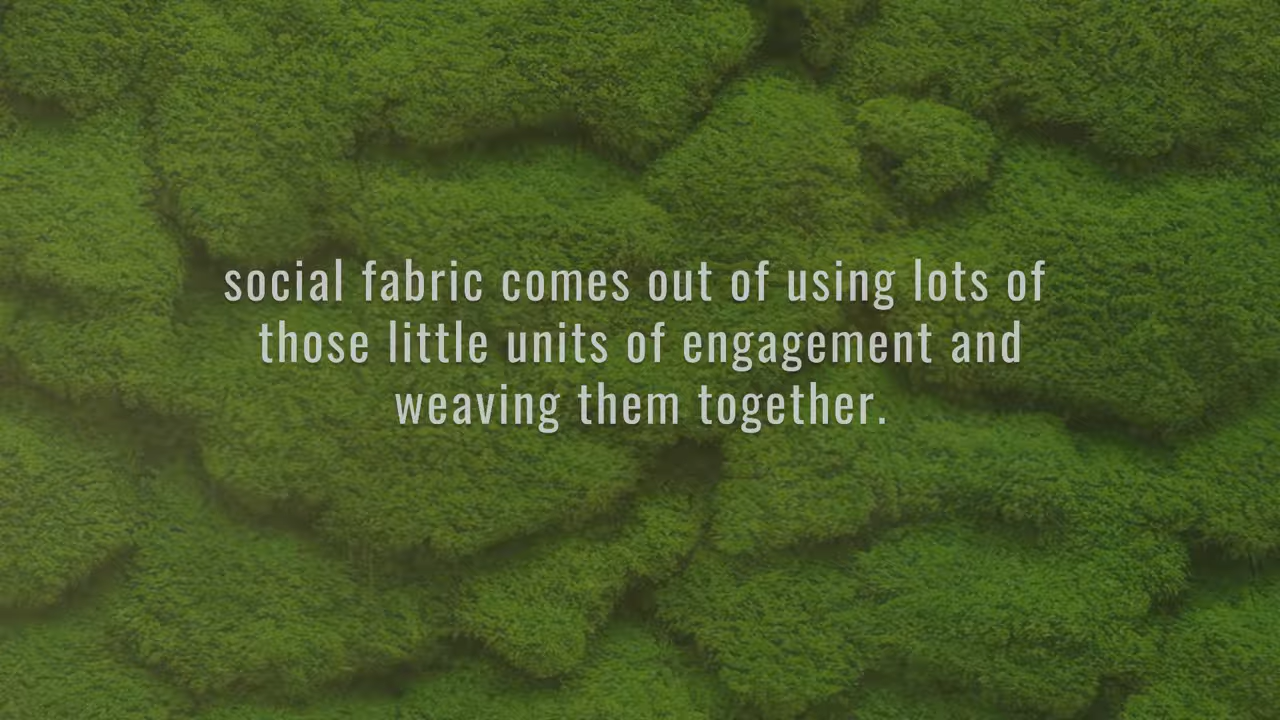 social fabric comes out of using lots of
those little units of engagement and
weaving them together.